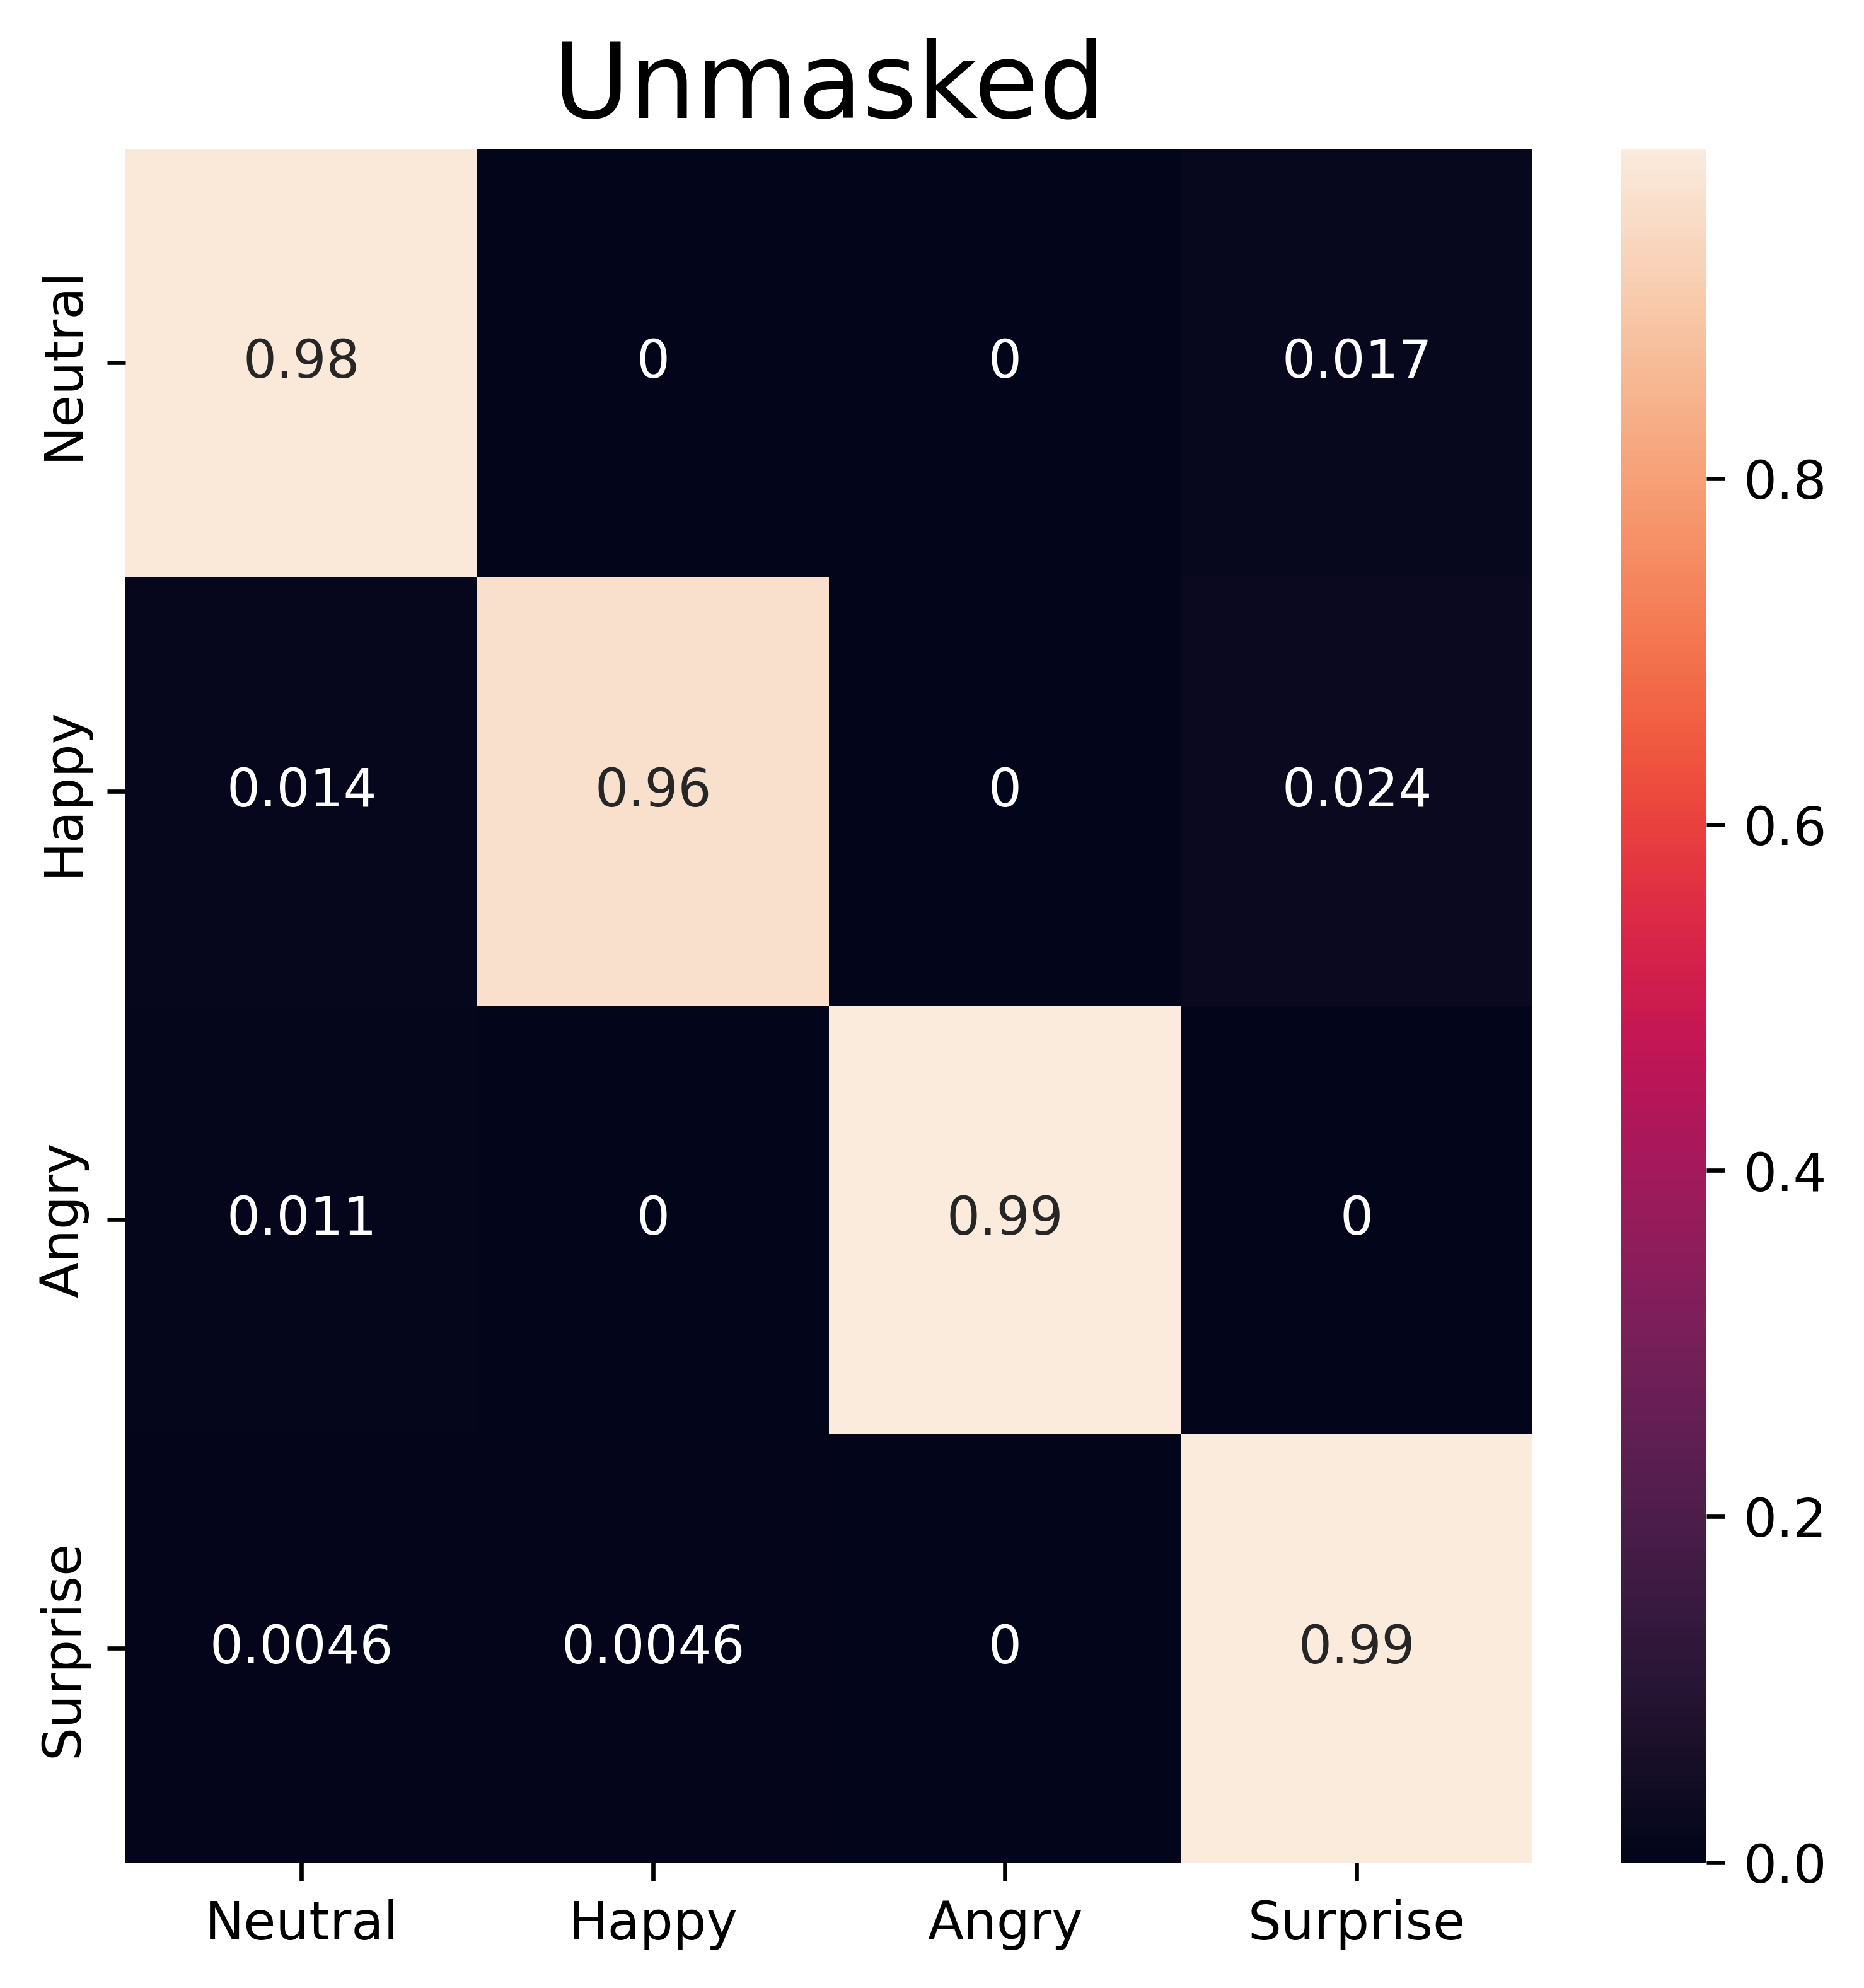 Unmasked
Neutral 0.98 0 0 0.017
Happy 0.014 0.96 0 0.024
Angry 0.011 0 0.99 0
Surprise 0.0046 0.0046 0 0.99
Neutral Happy Angry Surprise
0.8
0.6
0.4
0.2
0.0